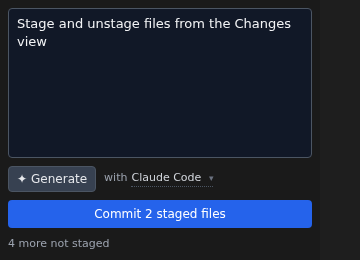 Stage and unstage files from the Changes
view
✦ Generate with Claude Code ▾
Commit 2 staged files
4 more not staged